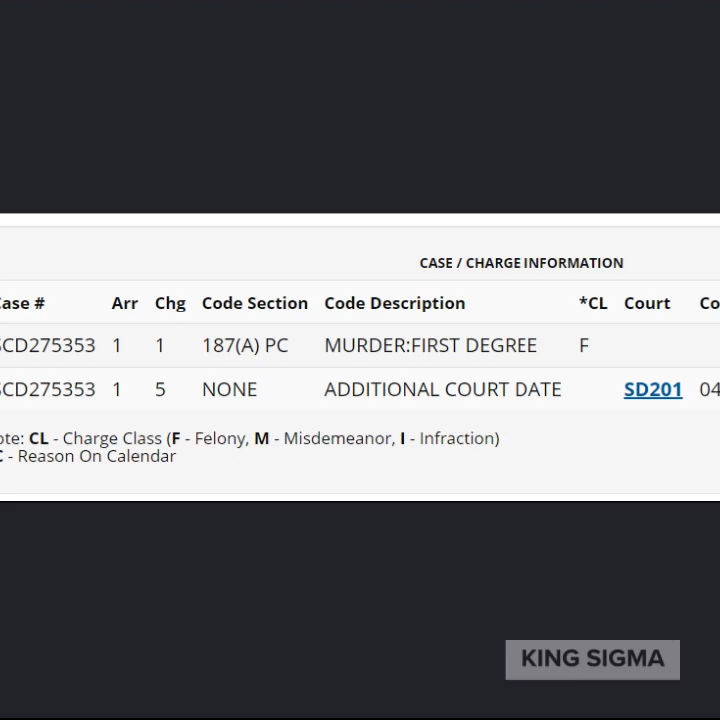 CASE / CHARGE INFORMATION
ase # Arr Chg Code Section Code Description *CL Court Co
SCD275353 1 1 187(A) PC MURDER:FIRST DEGREE F
SCD275353 1 5 NONE ADDITIONAL COURT DATE SD201 04
ote: CL - Charge Class (F - Felony, M - Misdemeanor, I - Infraction)
C - Reason On Calendar
KING SIGMA